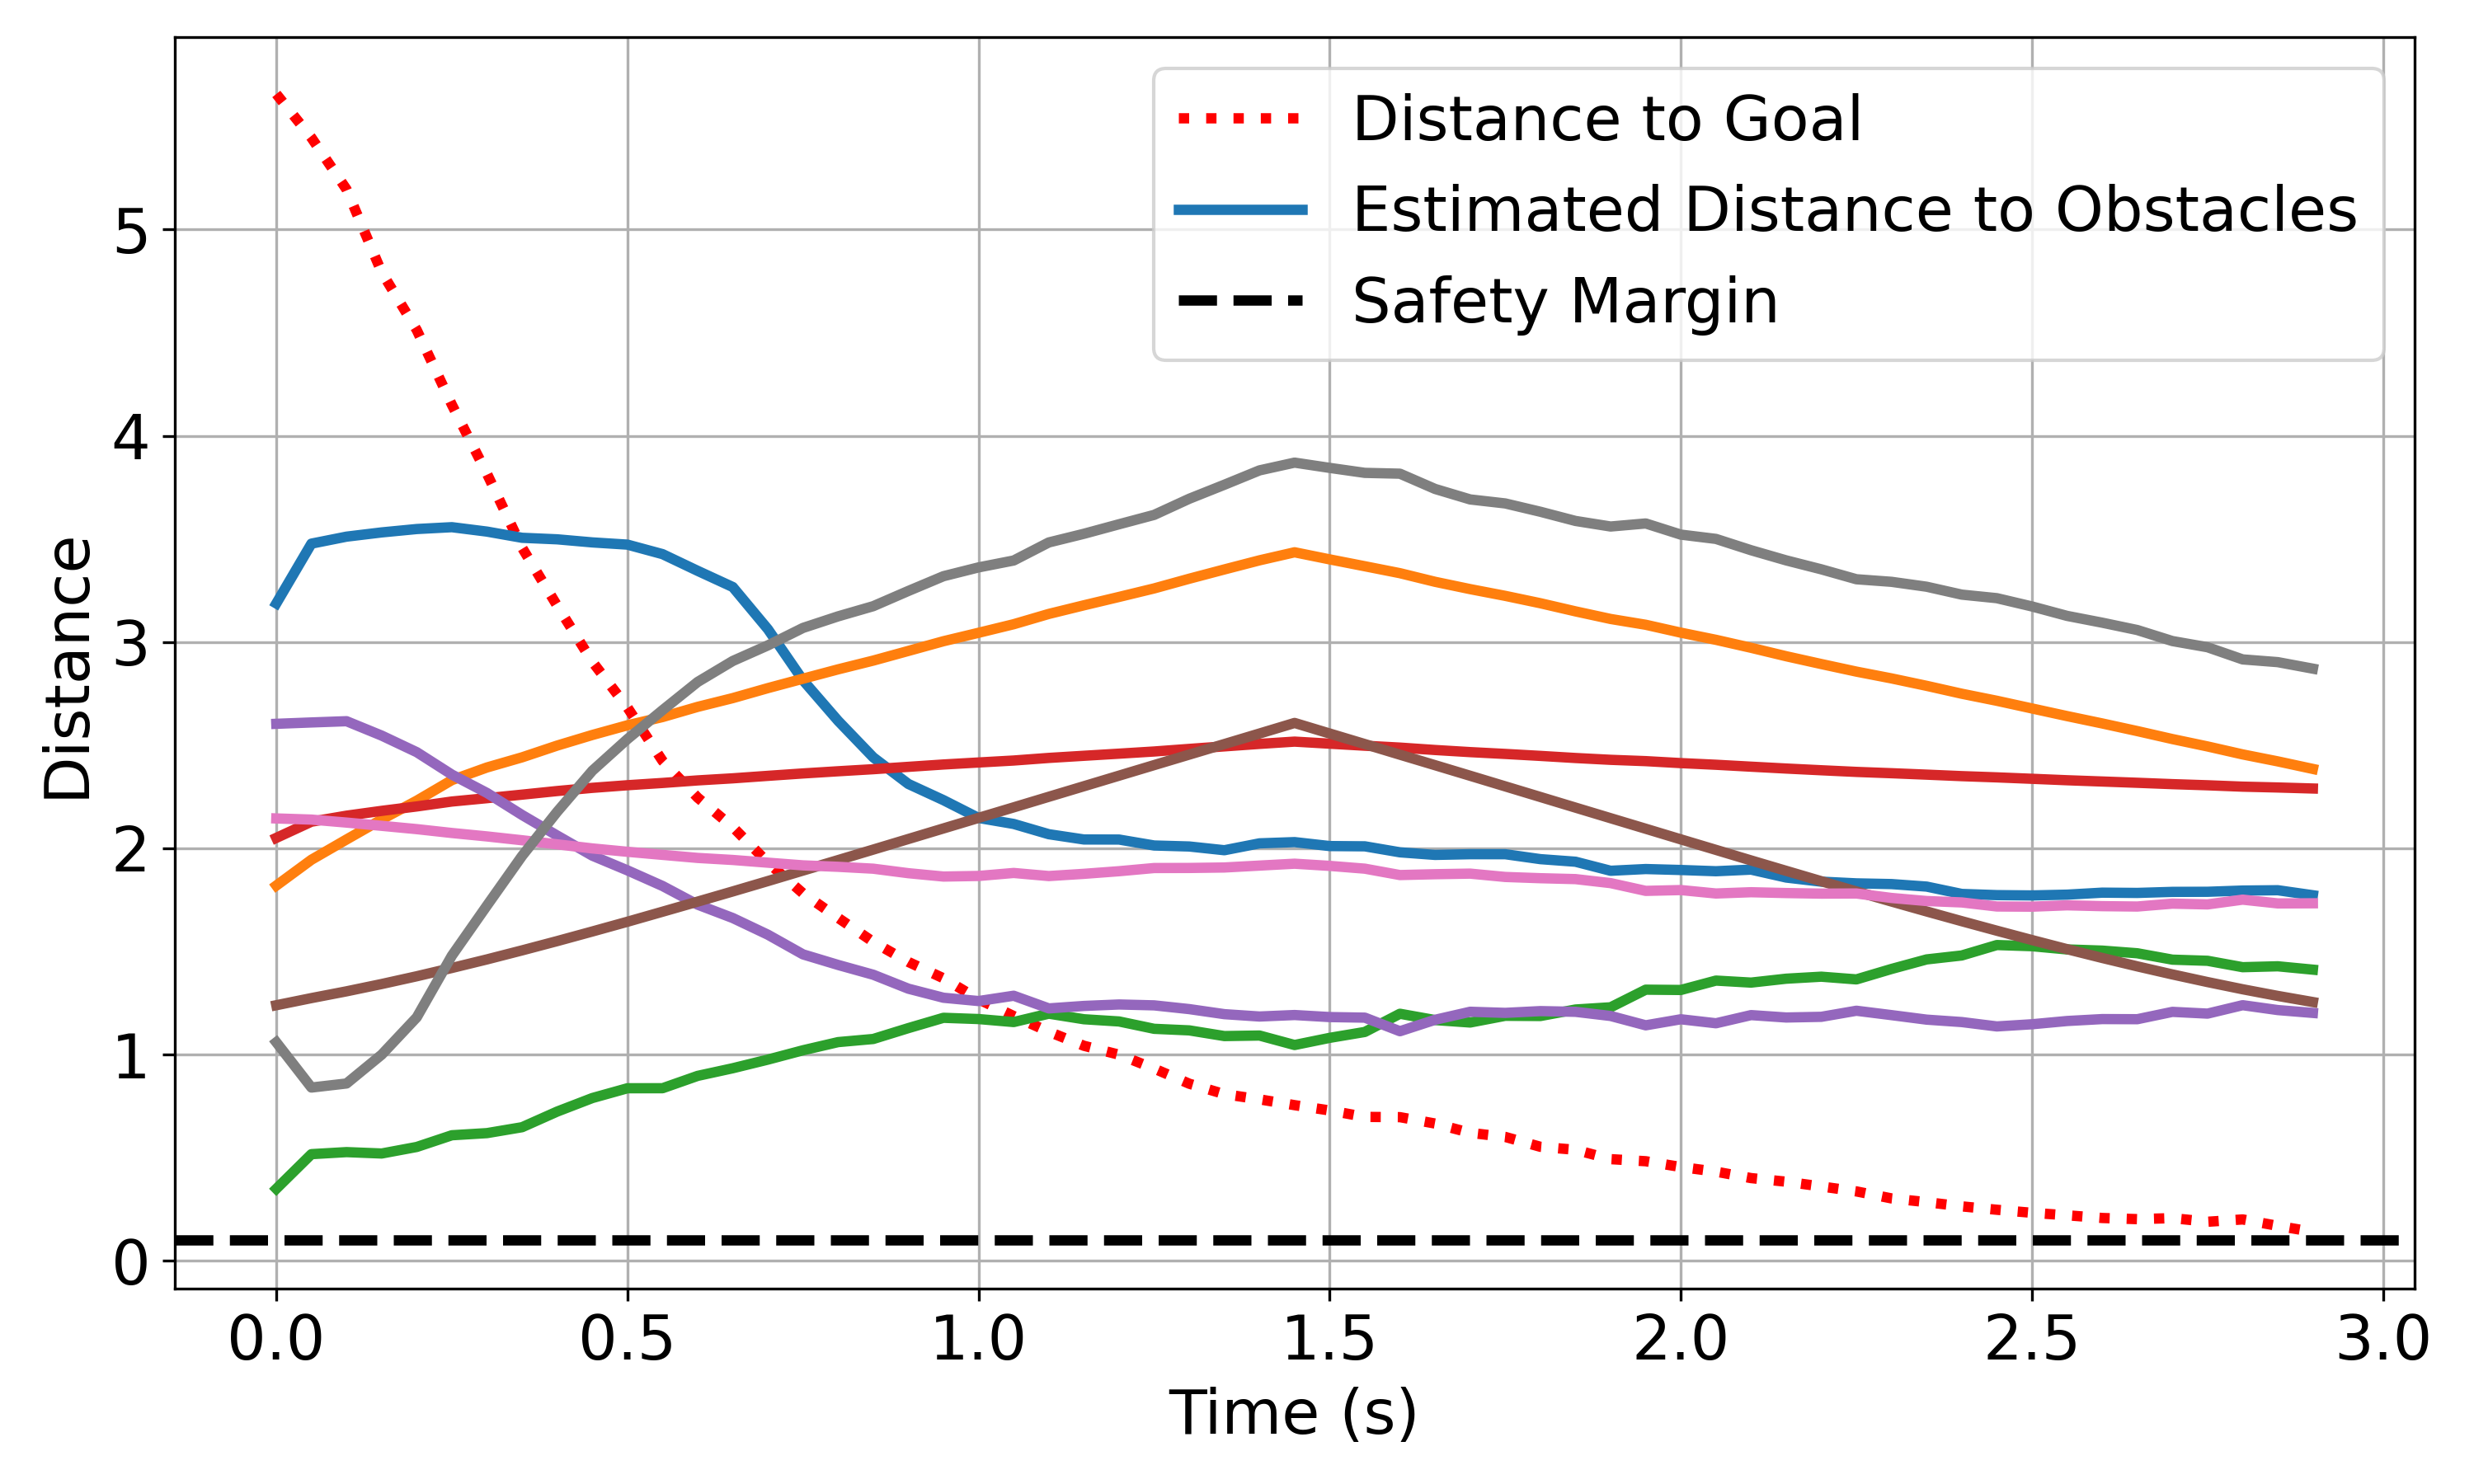 Distance to Goal
Estimated Distance to Obstacles
Safety Margin
Distance
5
4
3
2
1
0
0.0 0.5 1.0 1.5 2.0 2.5 3.0
Time (s)